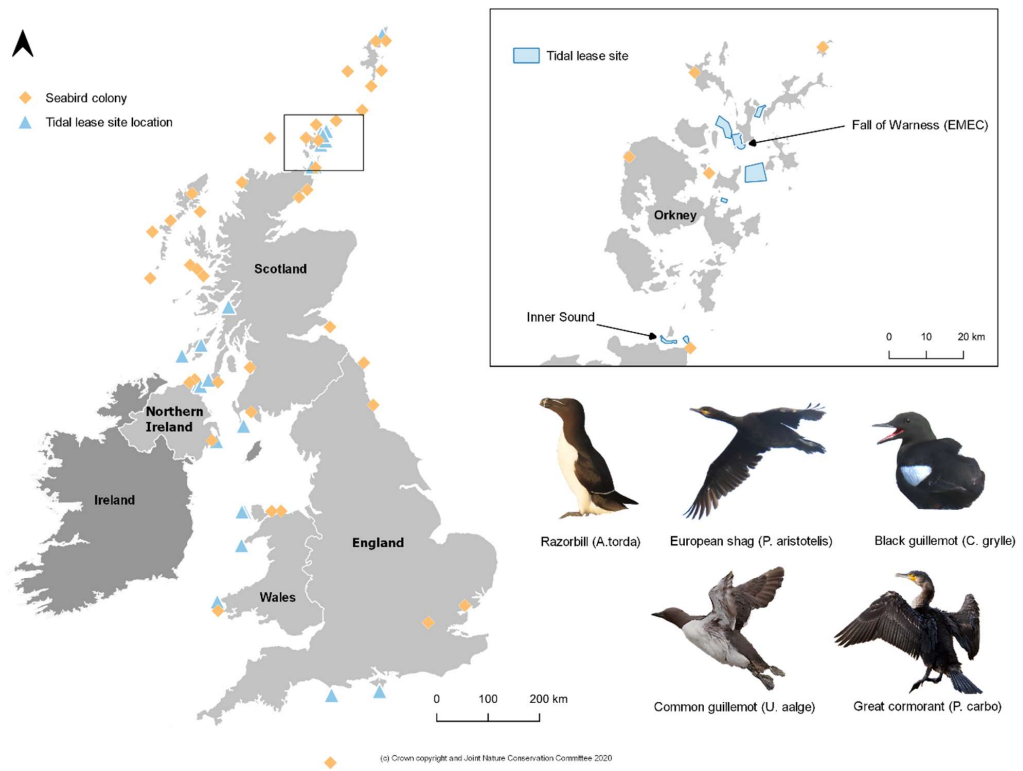 Seabird colony
Tidal lease site location
Scotland
Northern
Ireland
Ireland
England
Wales
0 100 200 km
Tidal lease site
Fall of Warness (EMEC)
Orkney
Inner Sound
0 10 20 km
Razorbill (A.torda)
European shag (P. aristotelis)
Black guillemot (C. grylle)
Common guillemot (U. aalge)
Great cormorant (P. carbo)
(c) Crown copyright and Joint Nature Conservation Committee 2020